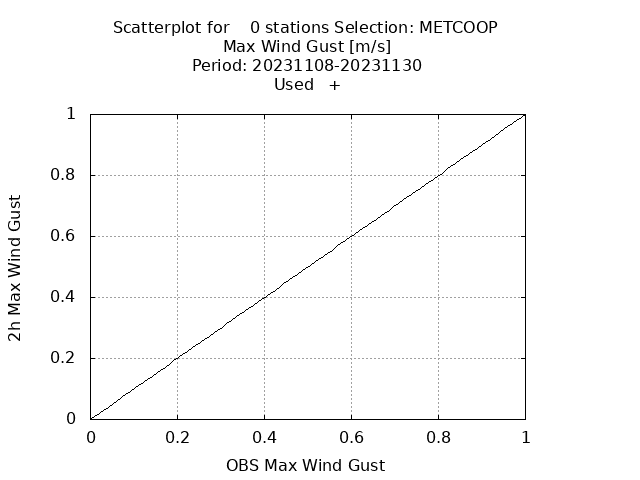 Scatterplot for    0 stations Selection: METCOOP
Max Wind Gust [m/s]
Period: 20231108-20231130
Used   +
1
0.8
0.6
0.4
0.2
0
2h Max Wind Gust
0 0.2 0.4 0.6 0.8 1
OBS Max Wind Gust